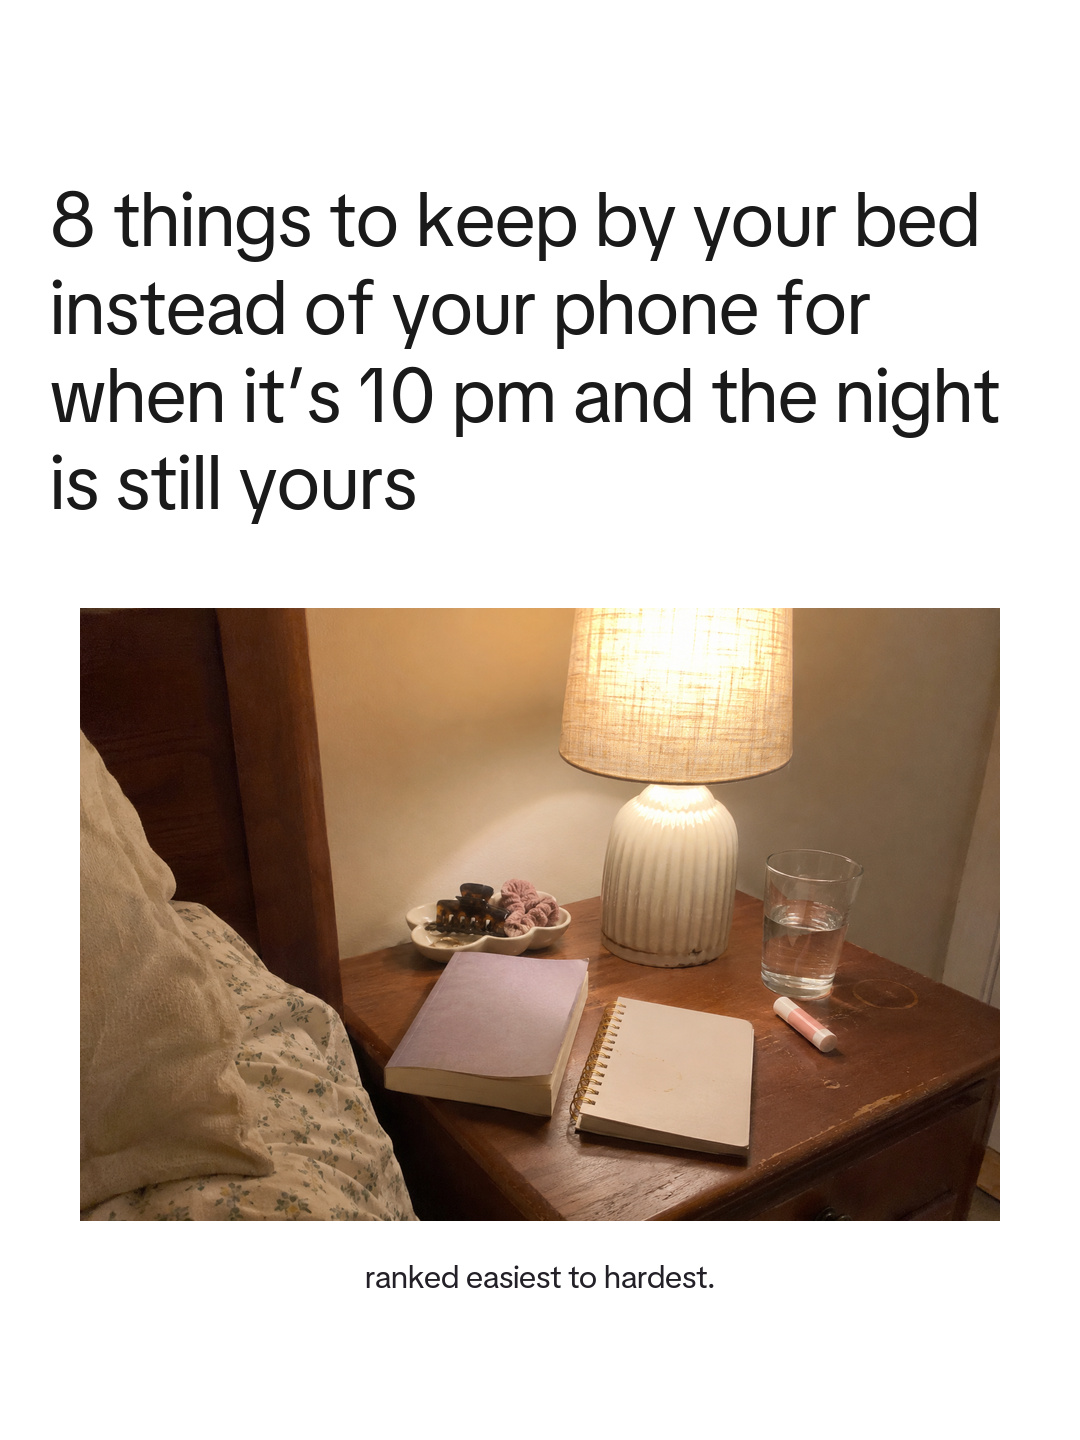 8 things to keep by your bed
instead of your phone for
when it’s 10 pm and the night
is still yours
ranked easiest to hardest.